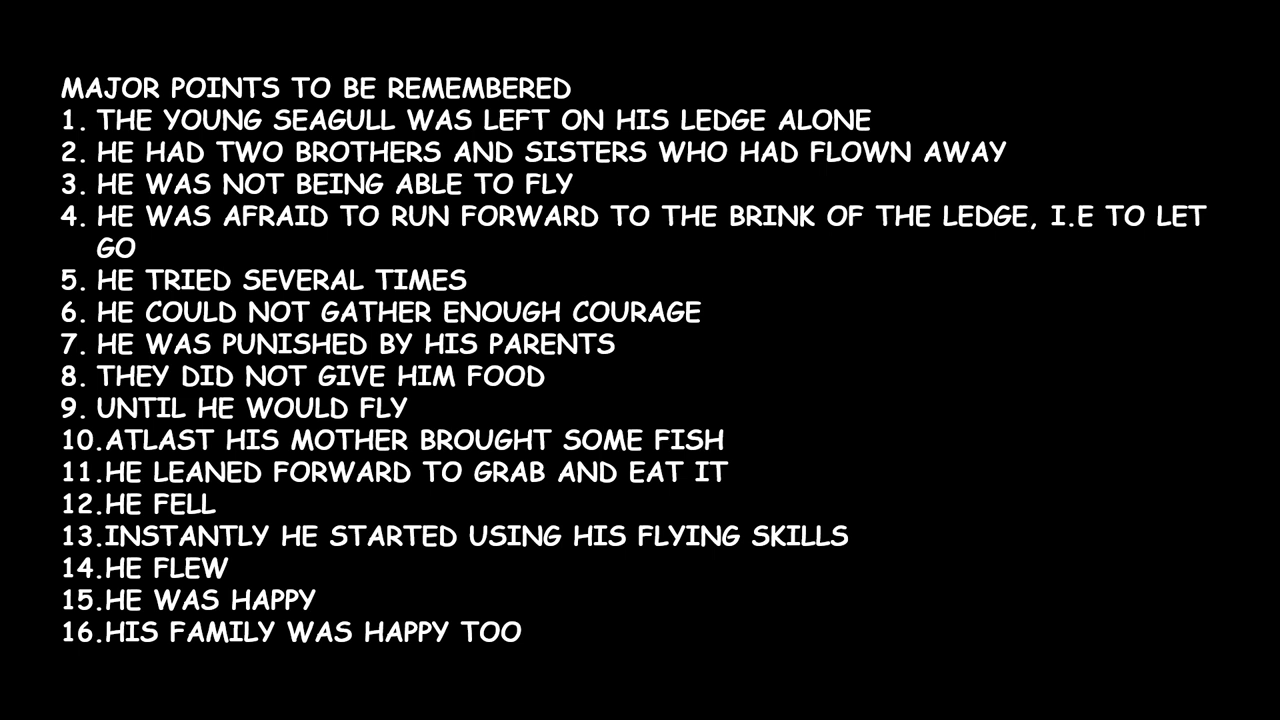 MAJOR POINTS TO BE REMEMBERED
1. THE YOUNG SEAGULL WAS LEFT ON HIS LEDGE ALONE
2. HE HAD TWO BROTHERS AND SISTERS WHO HAD FLOWN AWAY
3. HE WAS NOT BEING ABLE TO FLY
4. HE WAS AFRAID TO RUN FORWARD TO THE BRINK OF THE LEDGE, I.E TO LET
GO
5. HE TRIED SEVERAL TIMES
6. HE COULD NOT GATHER ENOUGH COURAGE
7. HE WAS PUNISHED BY HIS PARENTS
8. THEY DID NOT GIVE HIM FOOD
9. UNTIL HE WOULD FLY
10.ATLAST HIS MOTHER BROUGHT SOME FISH
11.HE LEANED FORWARD TO GRAB AND EAT IT
12.HE FELL
13.INSTANTLY HE STARTED USING HIS FLYING SKILLS
14.HE FLEW
15.HE WAS HAPPY
16.HIS FAMILY WAS HAPPY TOO